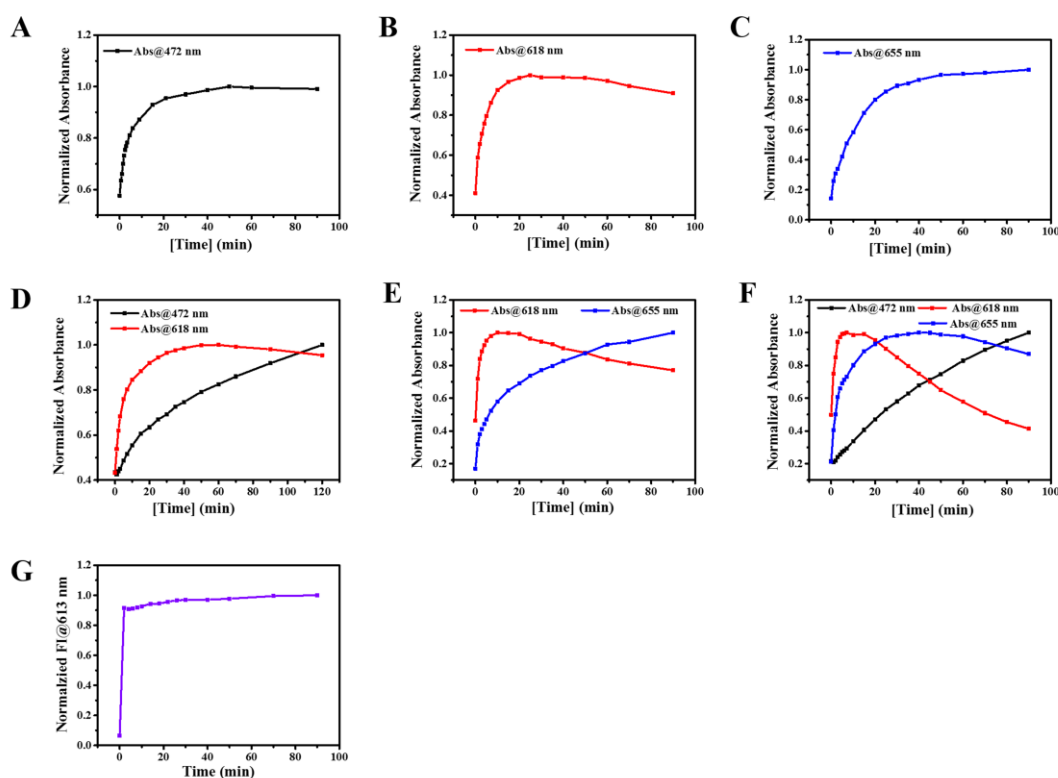 A
Abs@472 nm
Normalized Absorbance
1.2
1.0
0.8
0.6
0 20 40 60 80 100
[Time] (min)
B
Abs@618 nm
Normalized Absorbance
1.2
1.0
0.8
0.6
0.4
0 20 40 60 80 100
[Time] (min)
C
Abs@655 nm
Normalized Absorbance
1.2
1.0
0.8
0.6
0.4
0.2
0.0
0 20 40 60 80 100
[Time] (min)
D
Abs@472 nm
Abs@618 nm
Normalized Absorbance
1.2
1.0
0.8
0.6
0.4
0 20 40 60 80 100 120
[Time] (min)
E
Abs@618 nm Abs@655 nm
Normalized Absorbance
1.2
1.0
0.8
0.6
0.4
0.2
0 20 40 60 80 100
[Time] (min)
F
Abs@472 nm Abs@618 nm
Abs@655 nm
Normalized Absorbance
1.2
1.0
0.8
0.6
0.4
0.2
0 20 40 60 80 100
[Time] (min)
G
Normalzied FI@613 nm
1.2
1.0
0.8
0.6
0.4
0.2
0.0
0 20 40 60 80 100
Time (min)